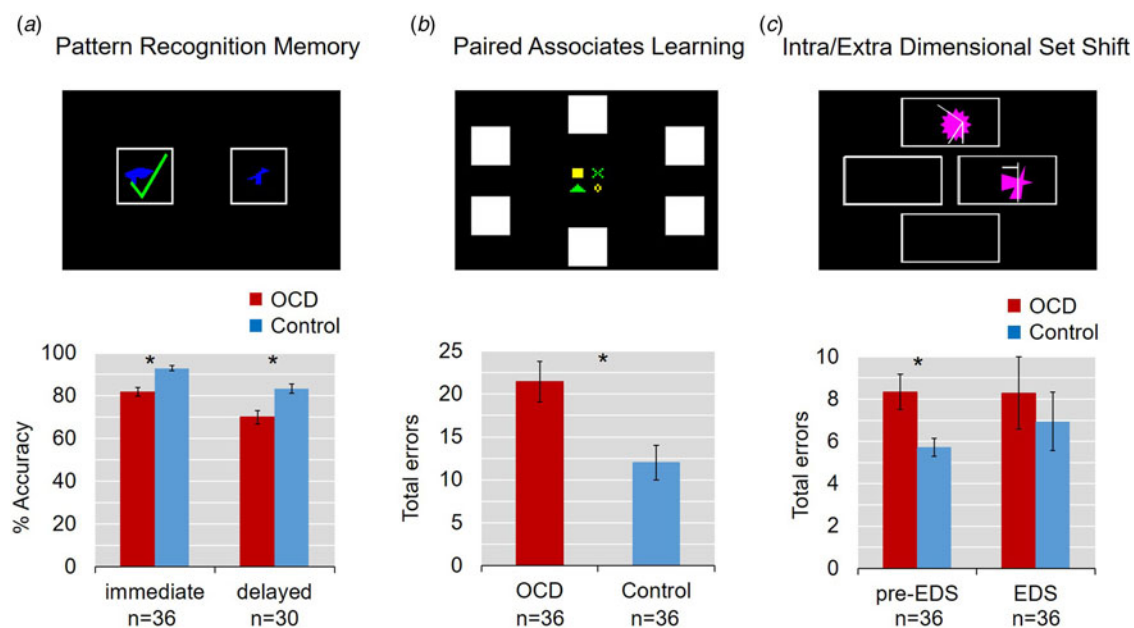 (a)
Pattern Recognition Memory
OCD
Control
% Accuracy
100
80
60
40
20
0
*
*
immediate
delayed
n=36
n=30
(b)
Paired Associates Learning
Total errors
25
20
15
10
5
0
*
OCD
Control
n=36
n=36
(c)
Intra/Extra Dimensional Set Shift
OCD
Control
Total errors
10
8
6
4
2
0
*
pre-EDS
EDS
n=36
n=36